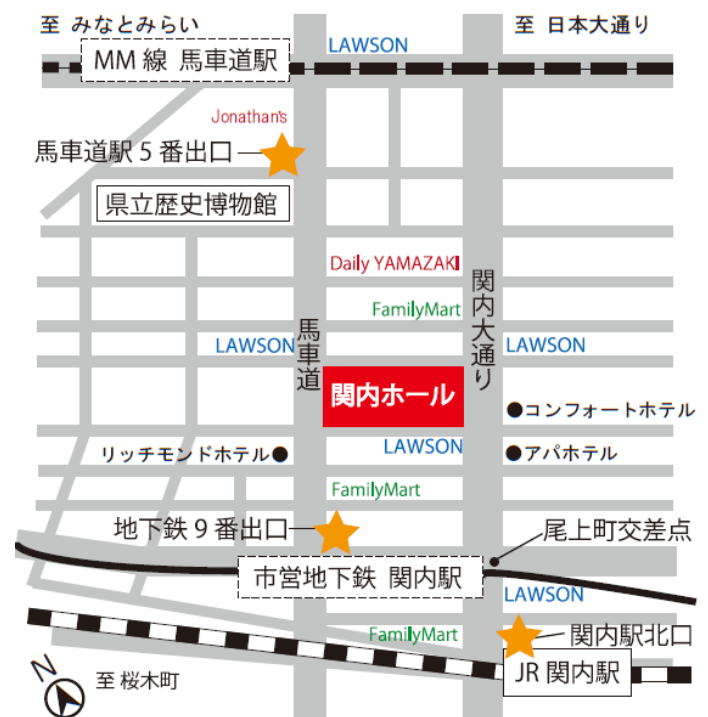 至 みなとみらい
至 日本大通り
LAWSON
MM 線 馬車道駅
Jonathan's
馬車道駅 5 番出口
県立歴史博物館
Daily YAMAZAKI
関内大通り
FamilyMart
馬車道
LAWSON
LAWSON
関内ホール
コンフォートホテル
LAWSON
リッチモンドホテル
アパホテル
FamilyMart
地下鉄 9 番出口
尾上町交差点
市営地下鉄 関内駅
LAWSON
FamilyMart
関内駅北口
JR 関内駅
N
至 桜木町